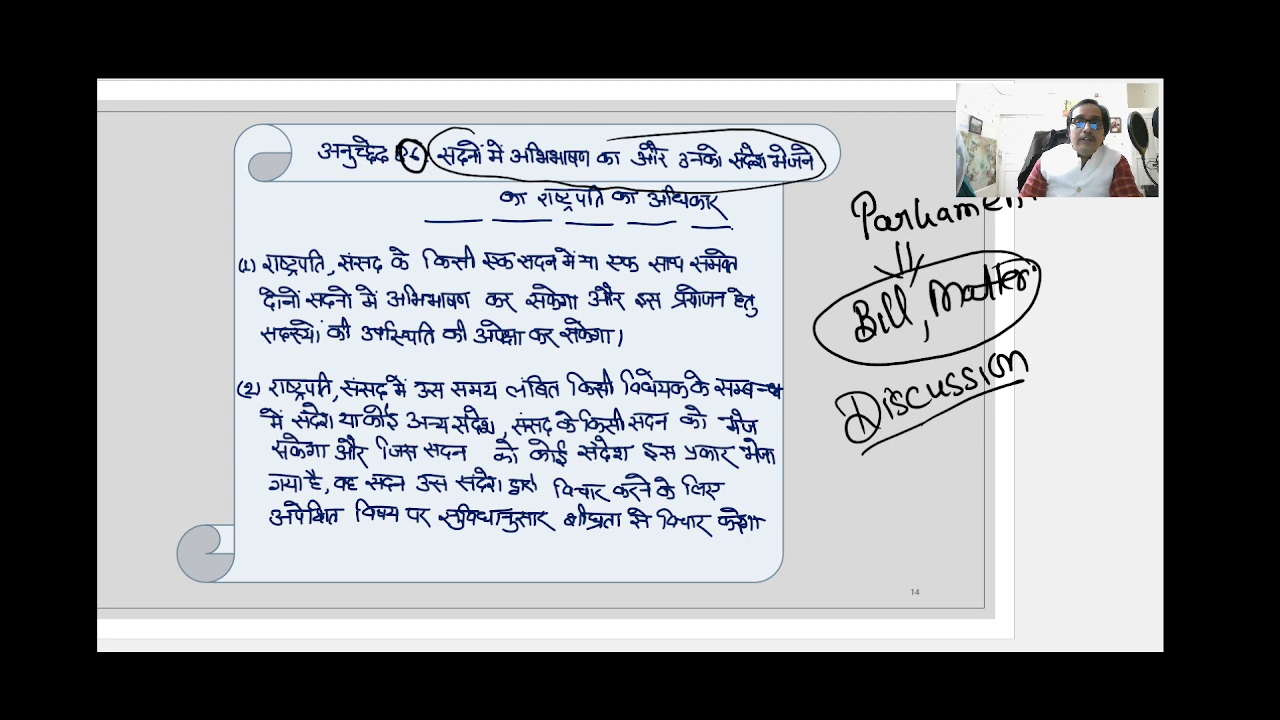 अनुच्छेद 86 सदनों में अभिभाषण का और उनको संदेश भेजने
का राष्ट्रपति का अधिकार
(1) राष्ट्रपति, संसद के किसी एक सदन में या एक साथ समवेत
दोनों सदनों में अभिभाषण कर सकेगा और इस प्रयोजन हेतु
सदस्यों की उपस्थिति की अपेक्षा कर सकेगा।
(2) राष्ट्रपति, संसद में उस समय लंबित किसी विधेयक के सम्बन्ध
में संदेश या कोई अन्य संदेश, संसद के किसी सदन को भेज
सकेगा और जिस सदन को कोई संदेश इस प्रकार भेजा
गया है, वह सदन उस संदेश द्वारा विचार करने के लिए
अपेक्षित विषय पर सुविधानुसार शीघ्रता से विचार करेगा
Bill, Matter
Discussion
14